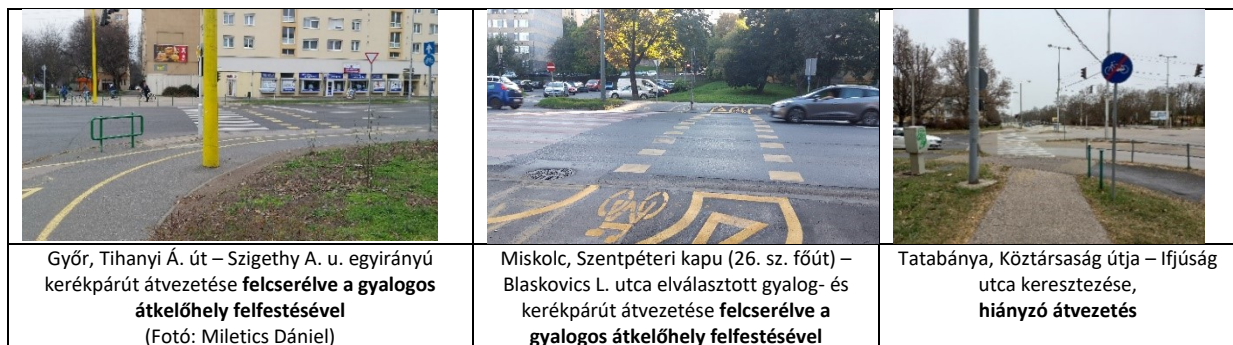 Győr, Tihanyi Á. út – Szigethy A. u. egyirányú
kerékpárút átvezetése felcserélve a gyalogos
átkelőhely felfestésével
(Fotó: Miletics Dániel)
Miskolc, Szentpéteri kapu (26. sz. főút) –
Blaskovics L. utca elválasztott gyalog- és
kerékpárút átvezetése felcserélve a
gyalogos átkelőhely felfestésével
Tatabánya, Köztársaság útja – Ifjúság
utca keresztezése,
hiányzó átvezetés